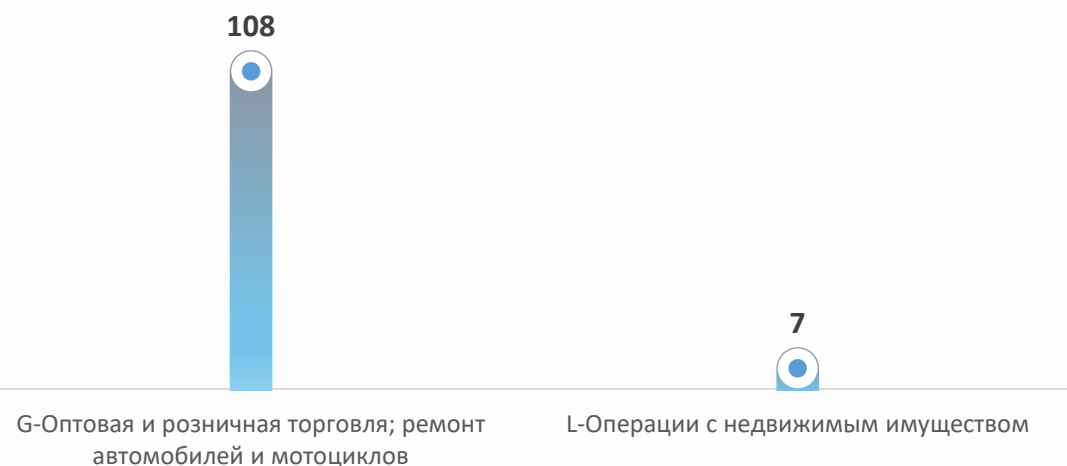 108
7
G-Оптовая и розничная торговля; ремонт
автомобилей и мотоциклов
L-Операции с недвижимым имуществом